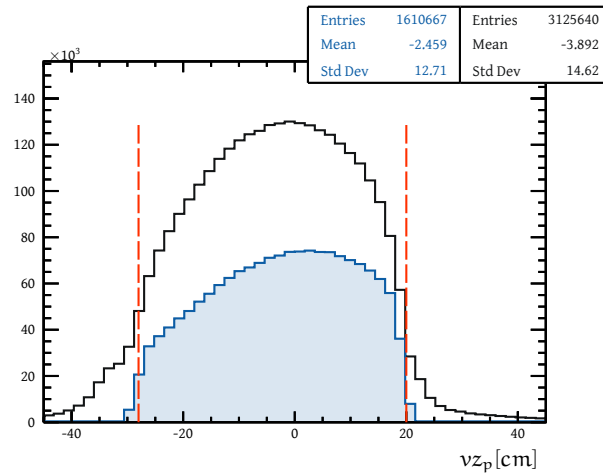 Entries 1610667 Entries 3125640
Mean -2.459 Mean -3.892
Std Dev 12.71 Std Dev 14.62
×10³
140
120
100
80
60
40
20
0
-40 -20 0 20 40
vz_p [cm]